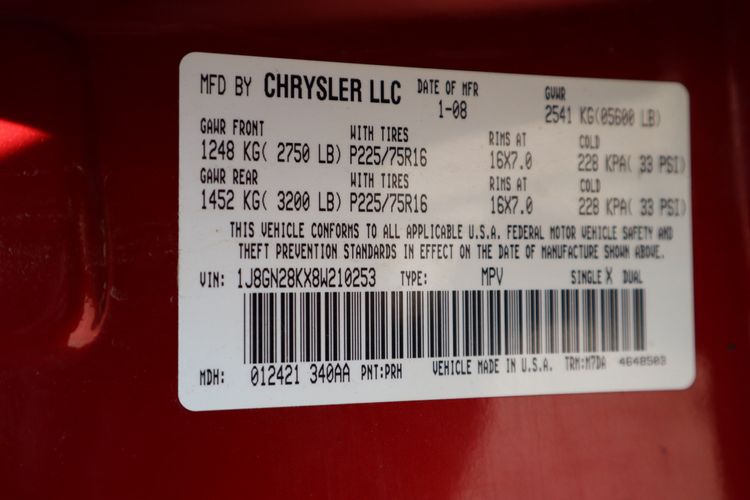 MFD BY CHRYSLER LLC DATE OF MFR 1-08 GVWR 2541 KG(05600 LB)
GAWR FRONT WITH TIRES RIMS AT COLD
1248 KG( 2750 LB) P225/75R16 16X7.0 228 KPA( 33 PSI)
GAWR REAR WITH TIRES RIMS AT COLD
1452 KG( 3200 LB) P225/75R16 16X7.0 228 KPA( 33 PSI)
THIS VEHICLE CONFORMS TO ALL APPLICABLE U.S.A. FEDERAL MOTOR VEHICLE SAFETY AND
THEFT PREVENTION STANDARDS IN EFFECT ON THE DATE OF MANUFACTURE SHOWN ABOVE.
VIN: 1J8GN28KX8W210253 TYPE: MPV SINGLE X DUAL
MDH: 012421 340AA PNT:PRH VEHICLE MADE IN U.S.A. TRM:M7DA 4648503